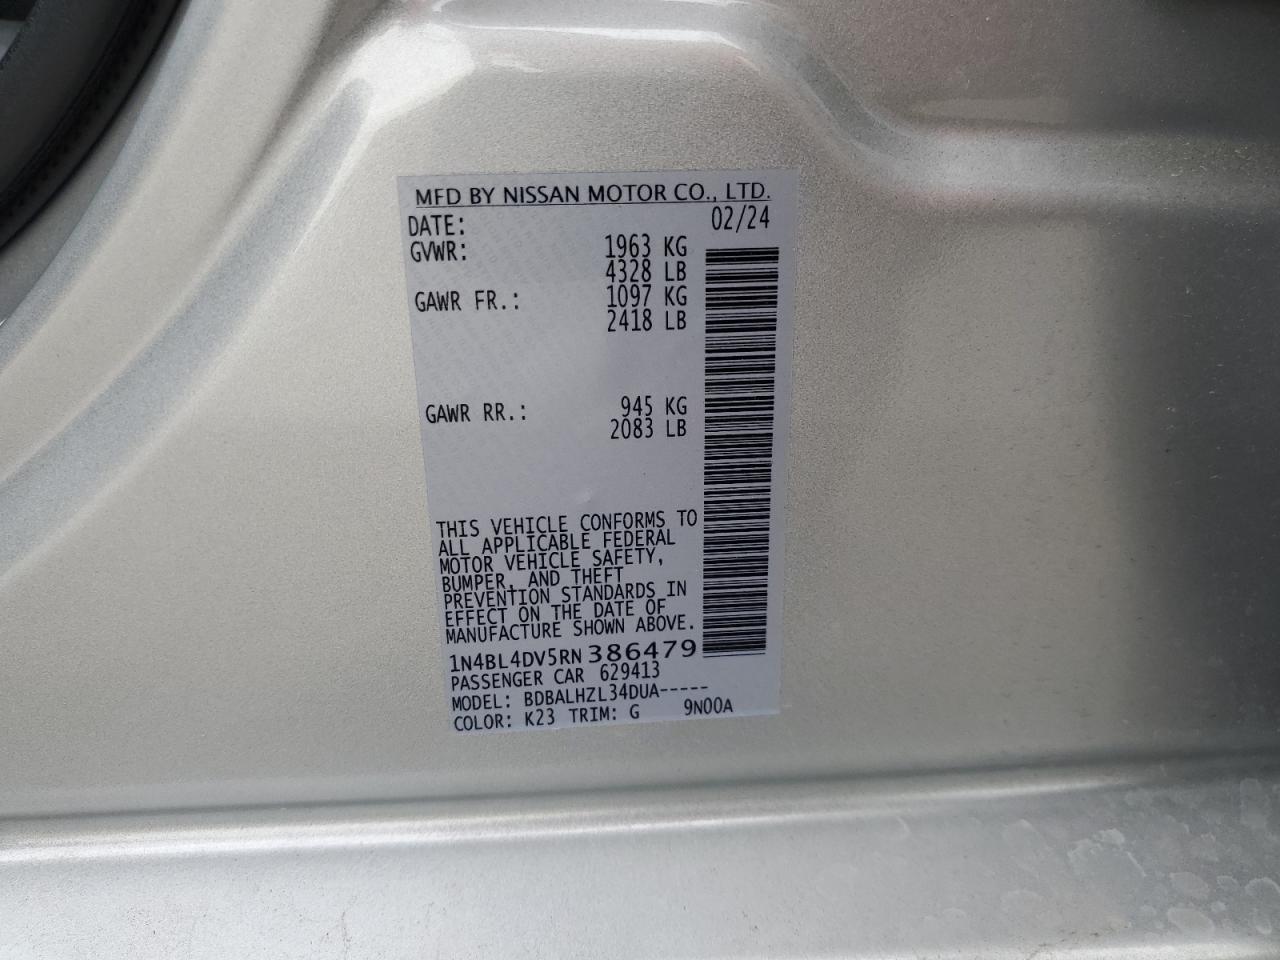 MFD BY NISSAN MOTOR CO., LTD.
DATE: 02/24
GVWR: 1963 KG
4328 LB
GAWR FR.: 1097 KG
2418 LB
GAWR RR.: 945 KG
2083 LB
THIS VEHICLE CONFORMS TO
ALL APPLICABLE FEDERAL
MOTOR VEHICLE SAFETY,
BUMPER, AND THEFT
PREVENTION STANDARDS IN
EFFECT ON THE DATE OF
MANUFACTURE SHOWN ABOVE.
1N4BL4DV5RN386479
PASSENGER CAR 629413
MODEL: BDBALHZL34DUA-----
COLOR: K23 TRIM: G 9N00A